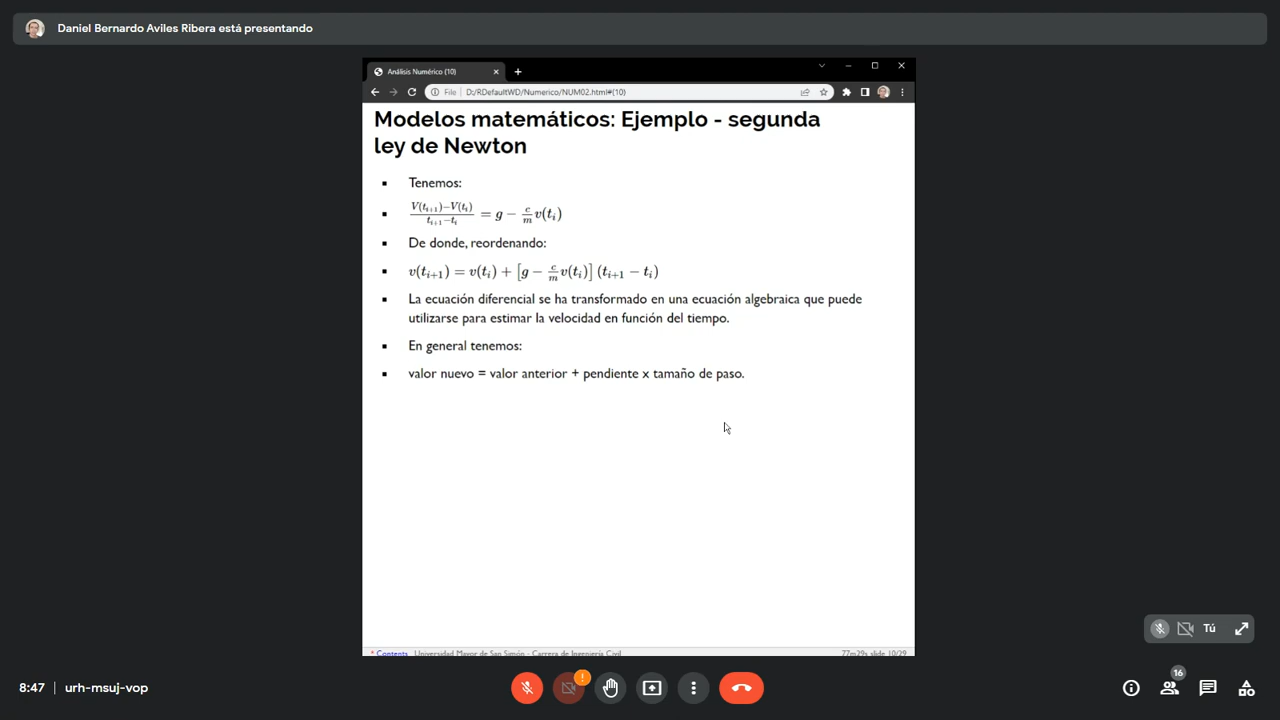 Daniel Bernardo Aviles Ribera está presentando
Análisis Numérico (10)
File | D:/RDefaultWD/Numerico/NUM02.html#(10)
Modelos matemáticos: Ejemplo - segunda
ley de Newton
Tenemos:
\frac{V(t_{i+1})-V(t_i)}{t_{i+1}-t_i} = g - \frac{c}{m}v(t_i)
De donde, reordenando:
v(t_{i+1}) = v(t_i) + [g - \frac{c}{m}v(t_i)] (t_{i+1} - t_i)
La ecuación diferencial se ha transformado en una ecuación algebraica que puede
utilizarse para estimar la velocidad en función del tiempo.
En general tenemos:
valor nuevo = valor anterior + pendiente x tamaño de paso.
* Contents Universidad Mayor de San Simón - Carrera de Ingeniería Civil 77m29s slide 10/29
Tú
8:47 | urh-msuj-vop
16